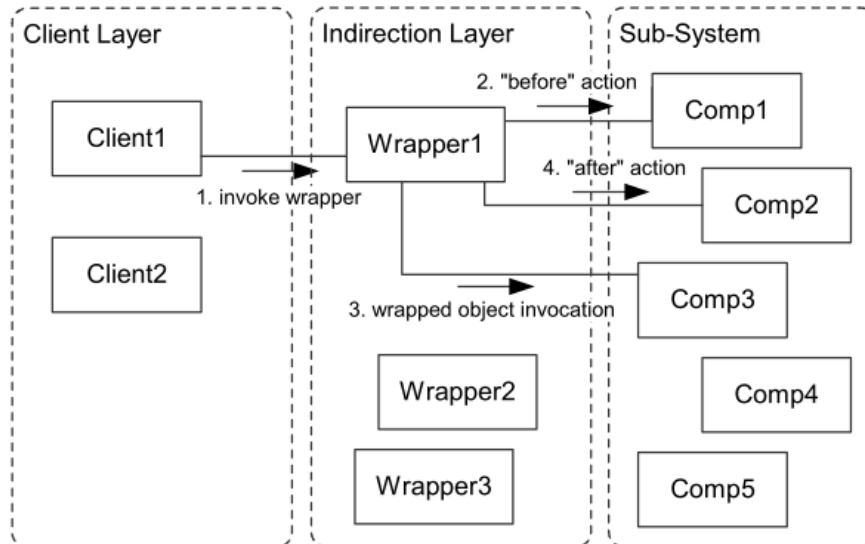 Client Layer
Indirection Layer
Sub-System
2. "before" action
Comp1
Client1
Wrapper1
4. "after" action
1. invoke wrapper
Comp2
Client2
Comp3
3. wrapped object invocation
Wrapper2
Comp4
Wrapper3
Comp5